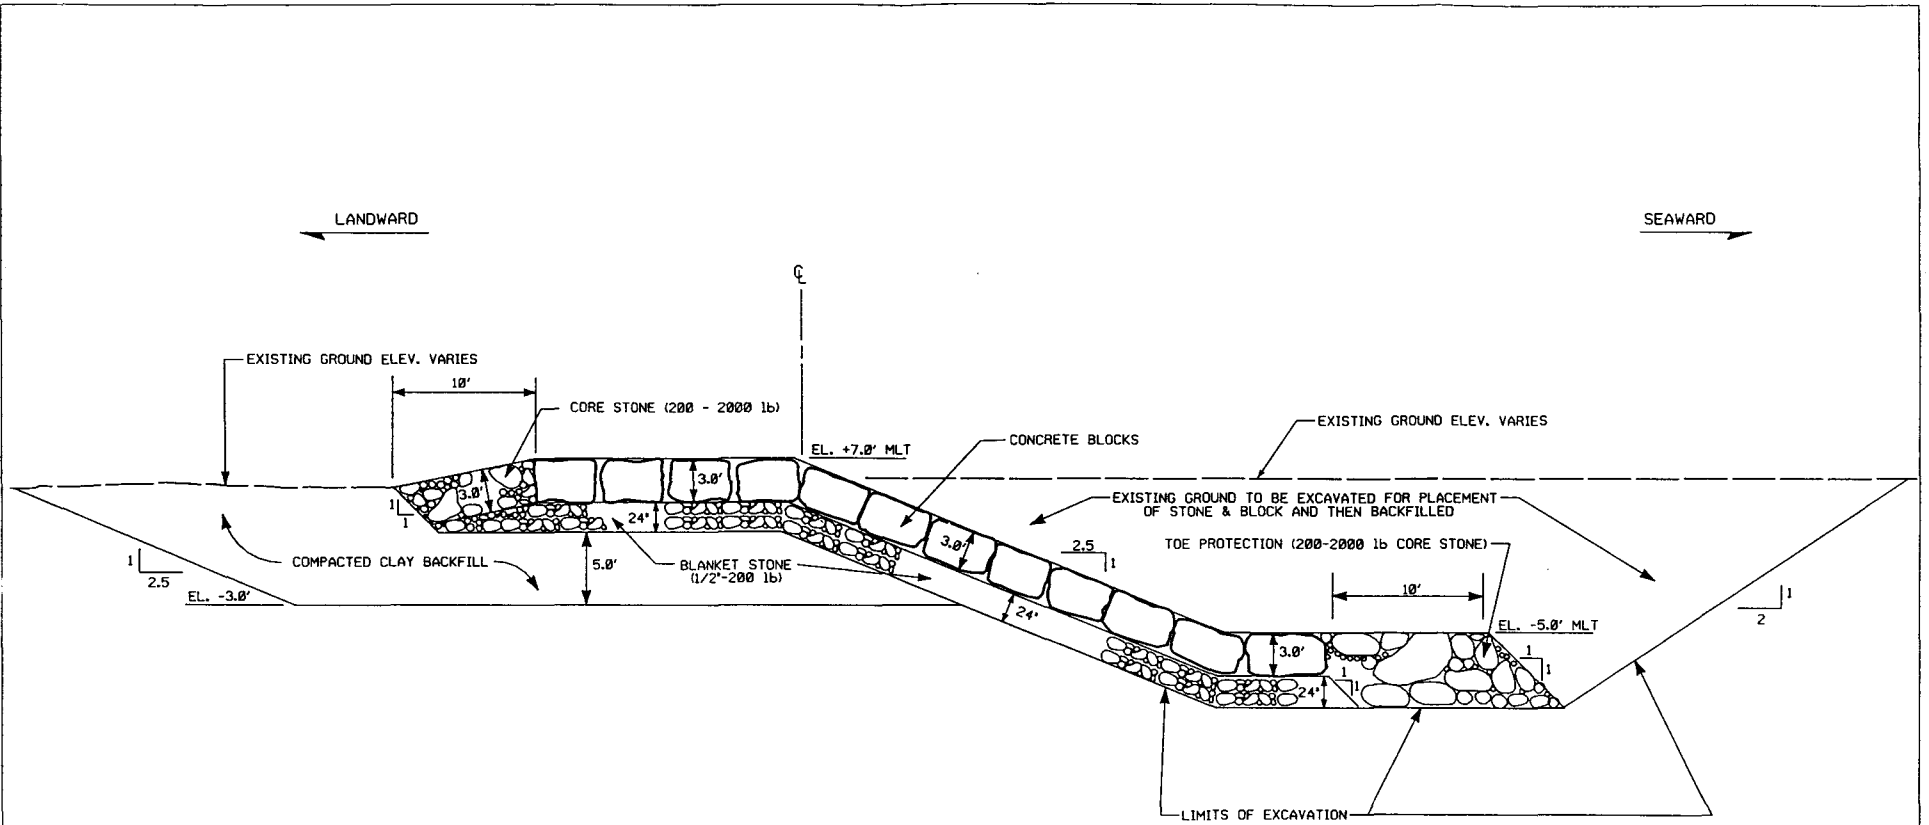 LANDWARD
SEAWARD
℄
EXISTING GROUND ELEV. VARIES
10'
CORE STONE (200 - 2000 lb)
EXISTING GROUND ELEV. VARIES
CONCRETE BLOCKS
EL. +7.0' MLT
3.0'
3.0'
1
1
24"
EXISTING GROUND TO BE EXCAVATED FOR PLACEMENT
OF STONE & BLOCK AND THEN BACKFILLED
3.0'
2.5
1
TOE PROTECTION (200-2000 lb CORE STONE)
1
2.5
COMPACTED CLAY BACKFILL
5.0'
BLANKET STONE
(1/2"-200 lb)
EL. -3.0'
24"
10'
1
2
EL. -5.0' MLT
3.0'
1
1
24"
1
1
LIMITS OF EXCAVATION